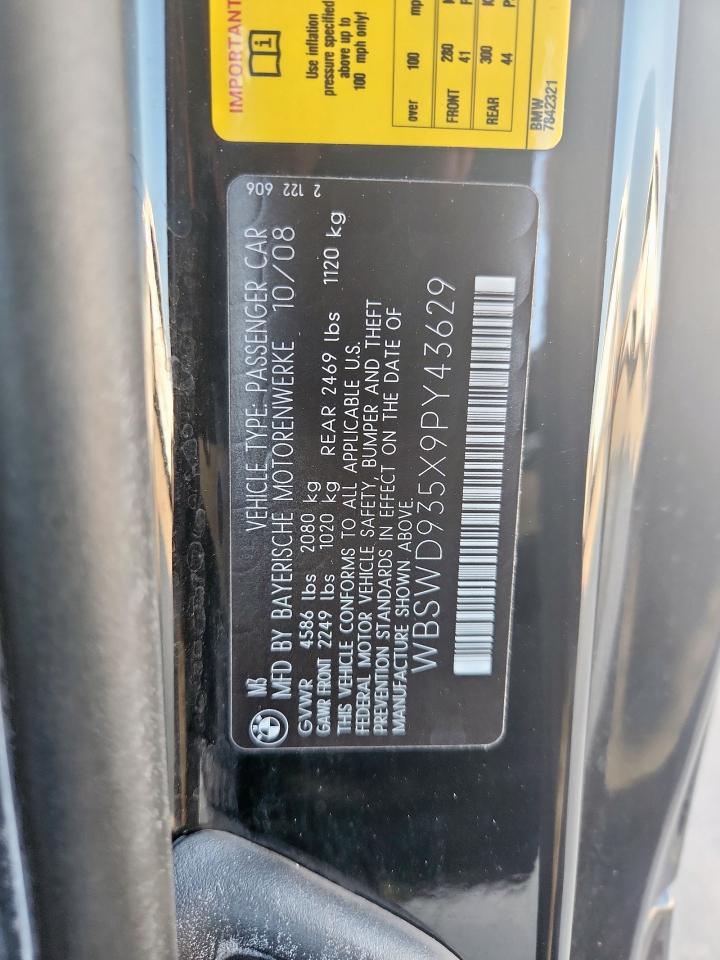 IMPORTANT
Use inflation
pressure specified
above up to
100 mph only!
over 100 mp
FRONT 280
41
REAR 300
44
BMW
7842321
2 122 606
M3
VEHICLE TYPE: PASSENGER CAR
MFD BY BAYERISCHE MOTORENWERKE 10/08
GVWR 4586 lbs 2080 kg
GAWR FRONT 2249 lbs 1020 kg REAR 2469 lbs 1120 kg
THIS VEHICLE CONFORMS TO ALL APPLICABLE U.S.
FEDERAL MOTOR VEHICLE SAFETY, BUMPER AND THEFT
PREVENTION STANDARDS IN EFFECT ON THE DATE OF
MANUFACTURE SHOWN ABOVE.
WBSWD935X9PY43629